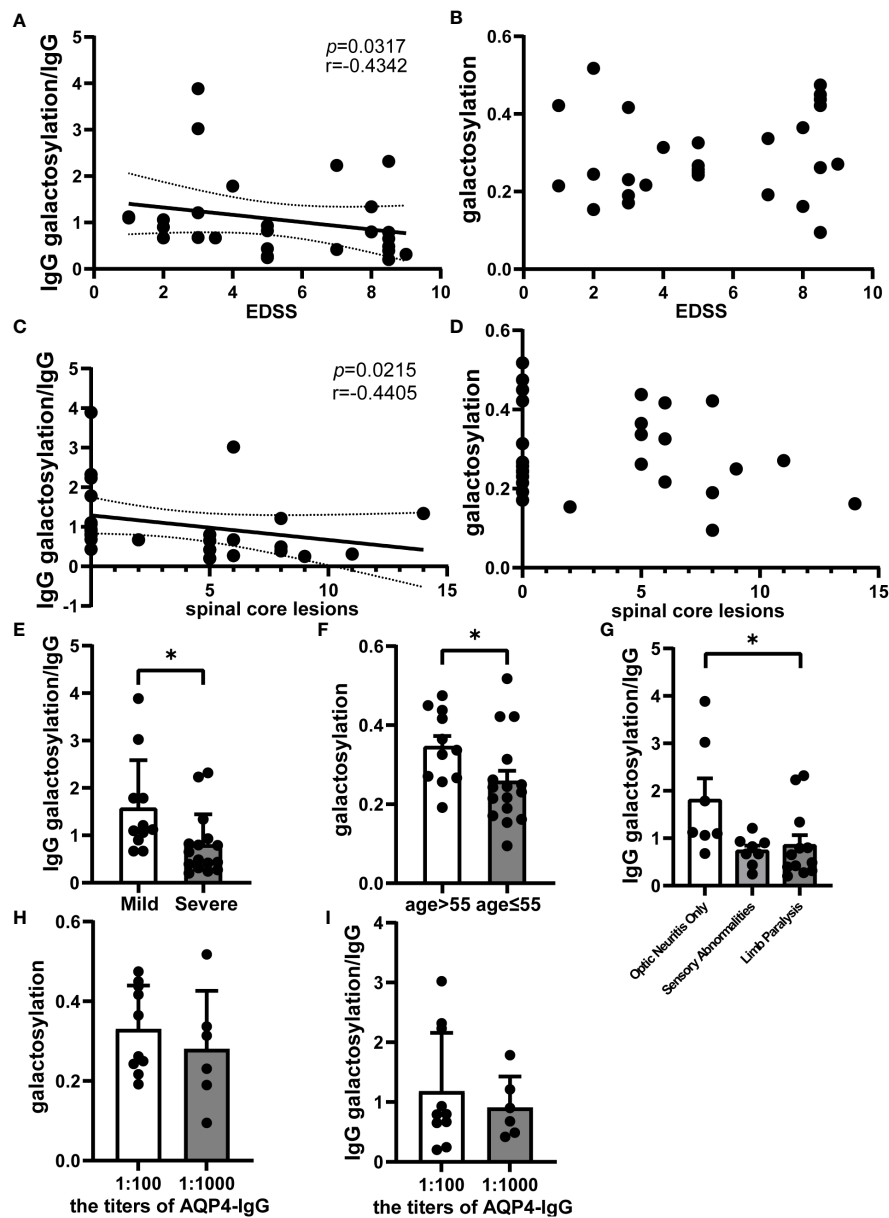 A
IgG galactosylation/IgG
5
4
3
2
1
0
p=0.0317
r=-0.4342
0 2 4 6 8 10
EDSS
B
galactosylation
0.6
0.4
0.2
0.0
0 2 4 6 8 10
EDSS
C
IgG galactosylation/IgG
5
4
3
2
1
0
-1
p=0.0215
r=-0.4405
5 10 15
spinal core lesions
D
galactosylation
0.6
0.4
0.2
0.0
0 5 10 15
spinal core lesions
E
IgG galactosylation/IgG
5
4
3
2
1
0
*
Mild Severe
F
galactosylation
0.6
0.4
0.2
0.0
*
age>55 age≤55
G
IgG galactosylation/IgG
5
4
3
2
1
0
*
Optic Neuritis Only
Sensory Abnormalities
Limb Paralysis
H
galactosylation
0.6
0.4
0.2
0.0
1:100 1:1000
the titers of AQP4-IgG
I
IgG galactosylation/IgG
4
3
2
1
0
1:100 1:1000
the titers of AQP4-IgG